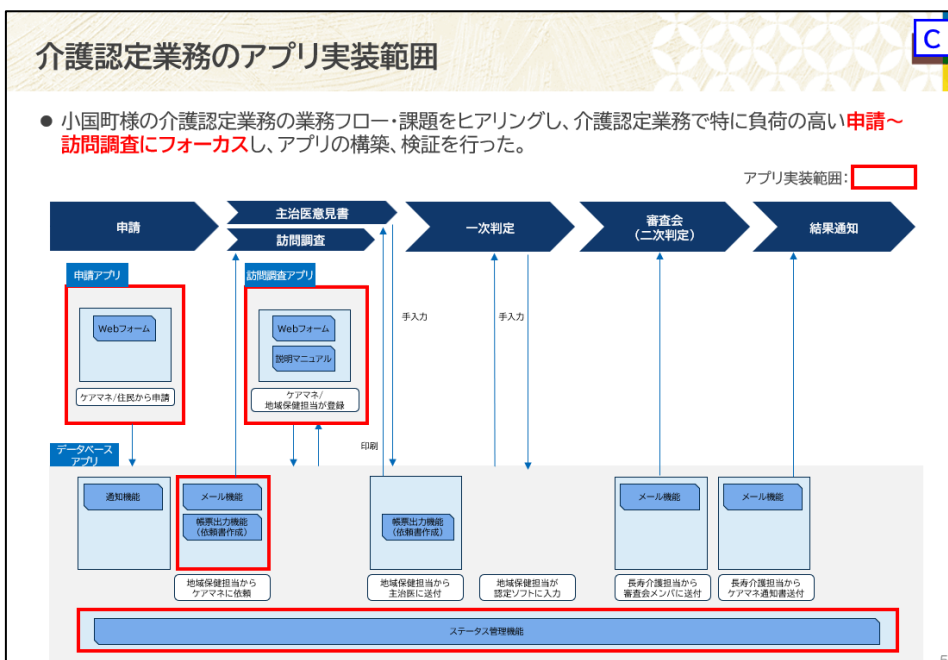 介護認定業務のアプリ実装範囲
C
● 小国町様の介護認定業務の業務フロー・課題をヒアリングし、介護認定業務で特に負荷の高い申請～
訪問調査にフォーカスし、アプリの構築、検証を行った。
アプリ実装範囲：
申請
主治医意見書
訪問調査
一次判定
審査会
（二次判定）
結果通知
申請アプリ
Webフォーム
ケアマネ/住民から申請
訪問調査アプリ
Webフォーム
説明マニュアル
ケアマネ/
地域保健担当が登録
手入力
手入力
印刷
データベース
アプリ
通知機能
メール機能
帳票出力機能
（依頼書作成）
地域保健担当から
ケアマネに依頼
帳票出力機能
（依頼書作成）
地域保健担当から
主治医に送付
地域保健担当が
認定ソフトに入力
メール機能
長寿介護担当から
審査会メンバに送付
メール機能
長寿介護担当から
ケアマネ通知書送付
ステータス管理機能
5